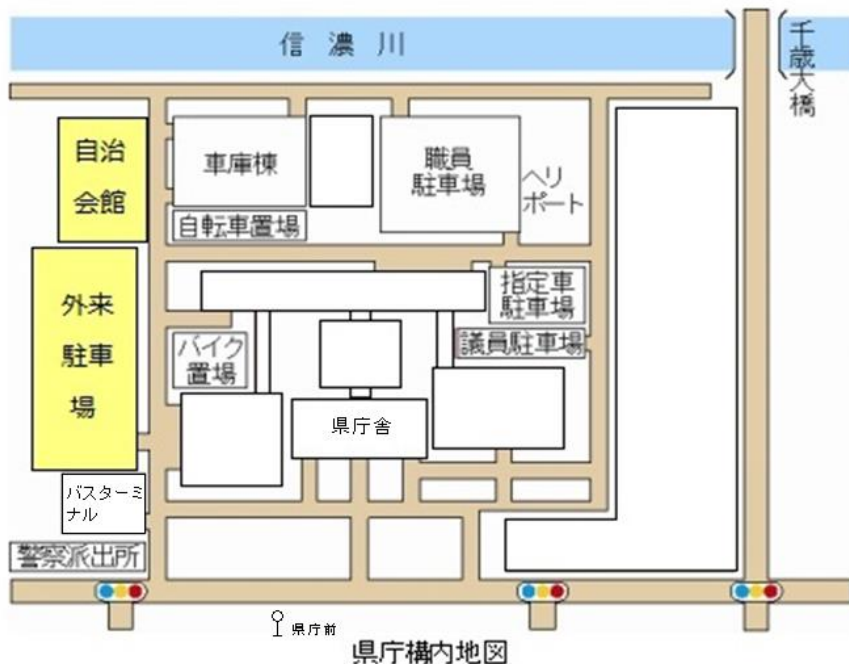 信濃川
千歳大橋
自治
会館
車庫棟
職員
駐車場
ヘリ
ポート
自転車置場
外来
駐車
場
指定車
駐車場
バイク
置場
議員駐車場
県庁舎
バスターミ
ナル
警察派出所
県庁前
県庁構内地図